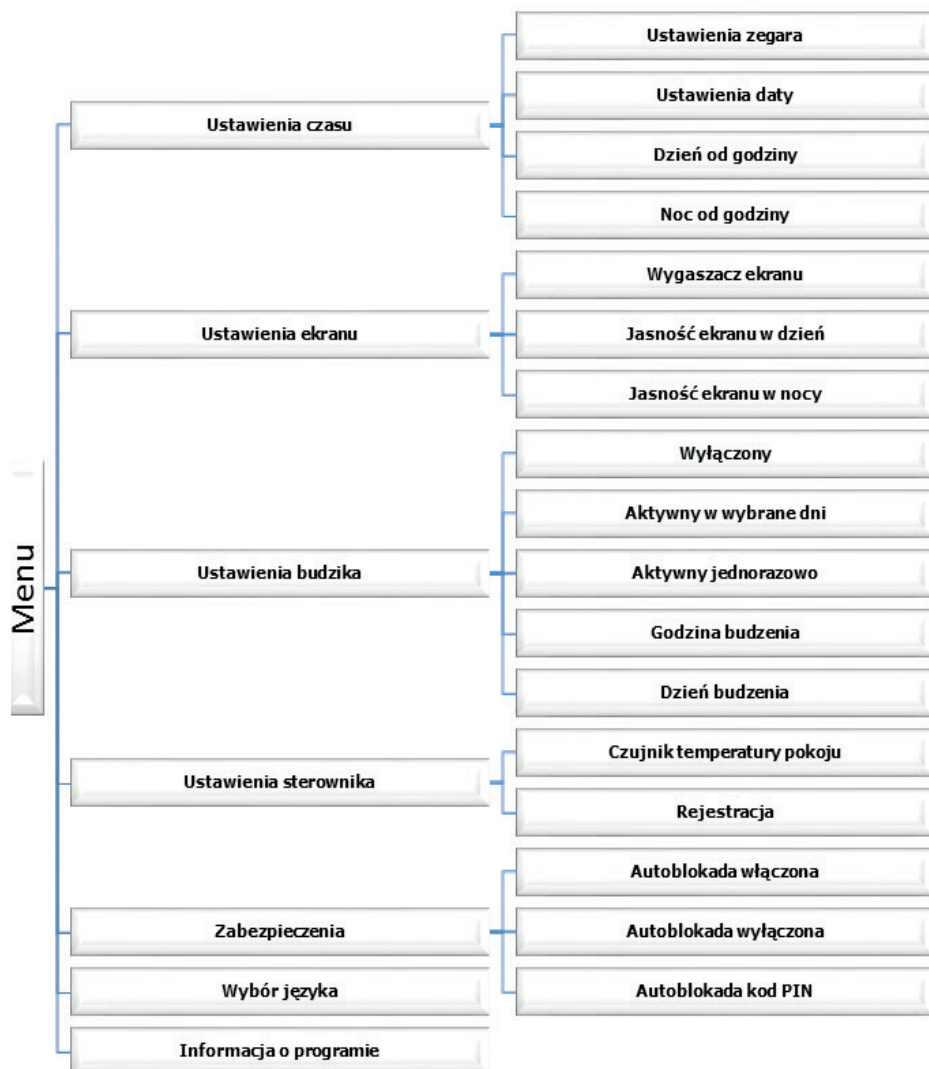 Menu
Ustawienia czasu
Ustawienia zegara
Ustawienia daty
Dzień od godziny
Noc od godziny
Ustawienia ekranu
Wygaszacz ekranu
Jasność ekranu w dzień
Jasność ekranu w nocy
Ustawienia budzika
Wyłączony
Aktywny w wybrane dni
Aktywny jednorazowo
Godzina budzenia
Dzień budzenia
Ustawienia sterownika
Czujnik temperatury pokoju
Rejestracja
Zabezpieczenia
Autoblokada włączona
Autoblokada wyłączona
Autoblokada kod PIN
Wybór języka
Informacja o programie